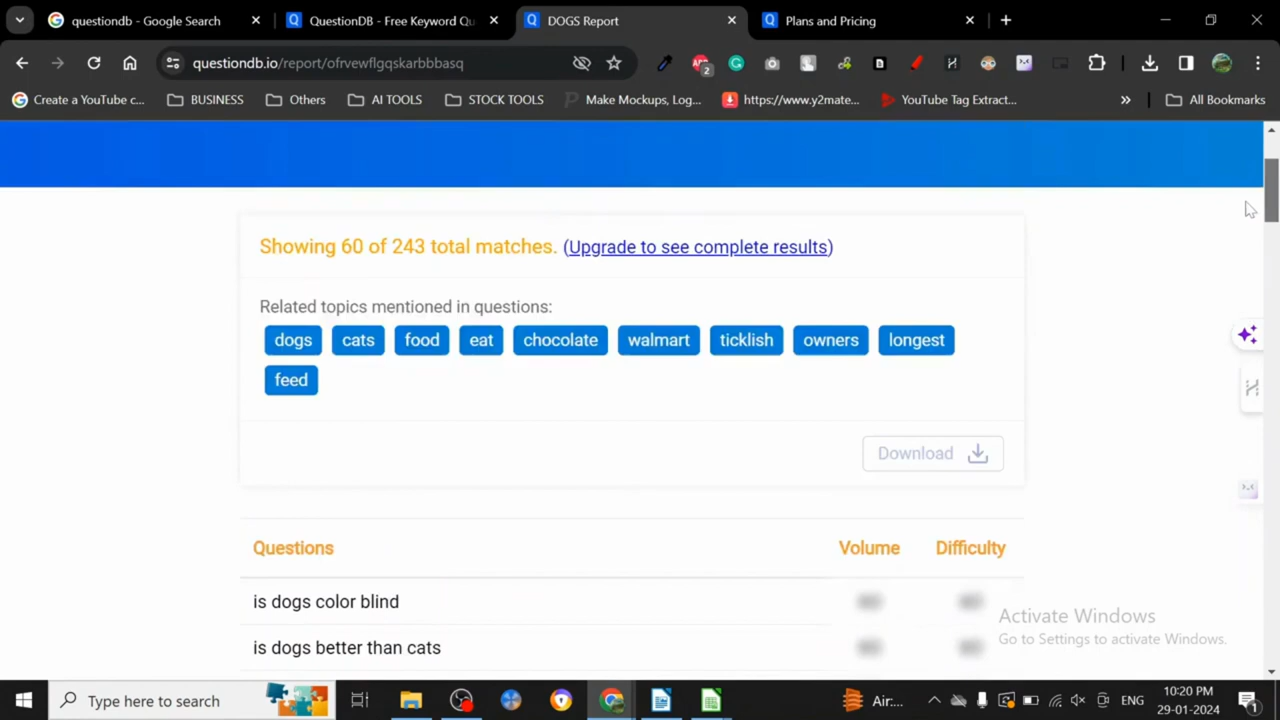 questiondb - Google Search
QuestionDB - Free Keyword Qu
DOGS Report
Plans and Pricing
questiondb.io/report/ofrvewflgqskarbbbasq
2
Create a YouTube c...
BUSINESS
Others
AI TOOLS
STOCK TOOLS
Make Mockups, Log...
https://www.y2mate...
YouTube Tag Extract...
All Bookmarks
Showing 60 of 243 total matches. (Upgrade to see complete results)
Related topics mentioned in questions:
dogs cats food eat chocolate walmart ticklish owners longest
feed
Download
Questions Volume Difficulty
is dogs color blind
is dogs better than cats
Activate Windows
Go to Settings to activate Windows.
Type here to search
Air:...
ENG
10:20 PM
29-01-2024
1